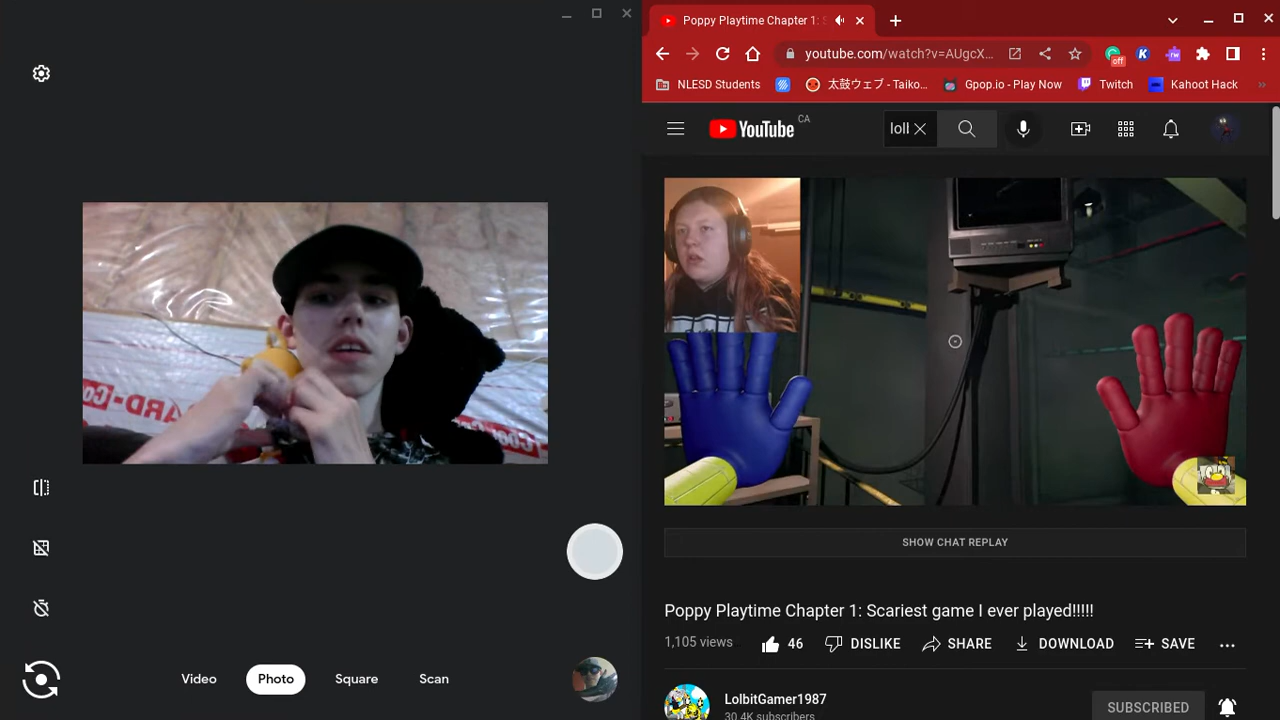 Poppy Playtime Chapter 1: S
youtube.com/watch?v=AUgcX...
off
NLESD Students
太鼓ウェブ - Taiko...
Gpop.io - Play Now
Twitch
Kahoot Hack
»
YouTube CA
loll
SHOW CHAT REPLAY
Poppy Playtime Chapter 1: Scariest game I ever played!!!!!
1,105 views
46
DISLIKE
SHARE
DOWNLOAD
SAVE
LolbitGamer1987
30.4K subscribers
SUBSCRIBED
Video
Photo
Square
Scan